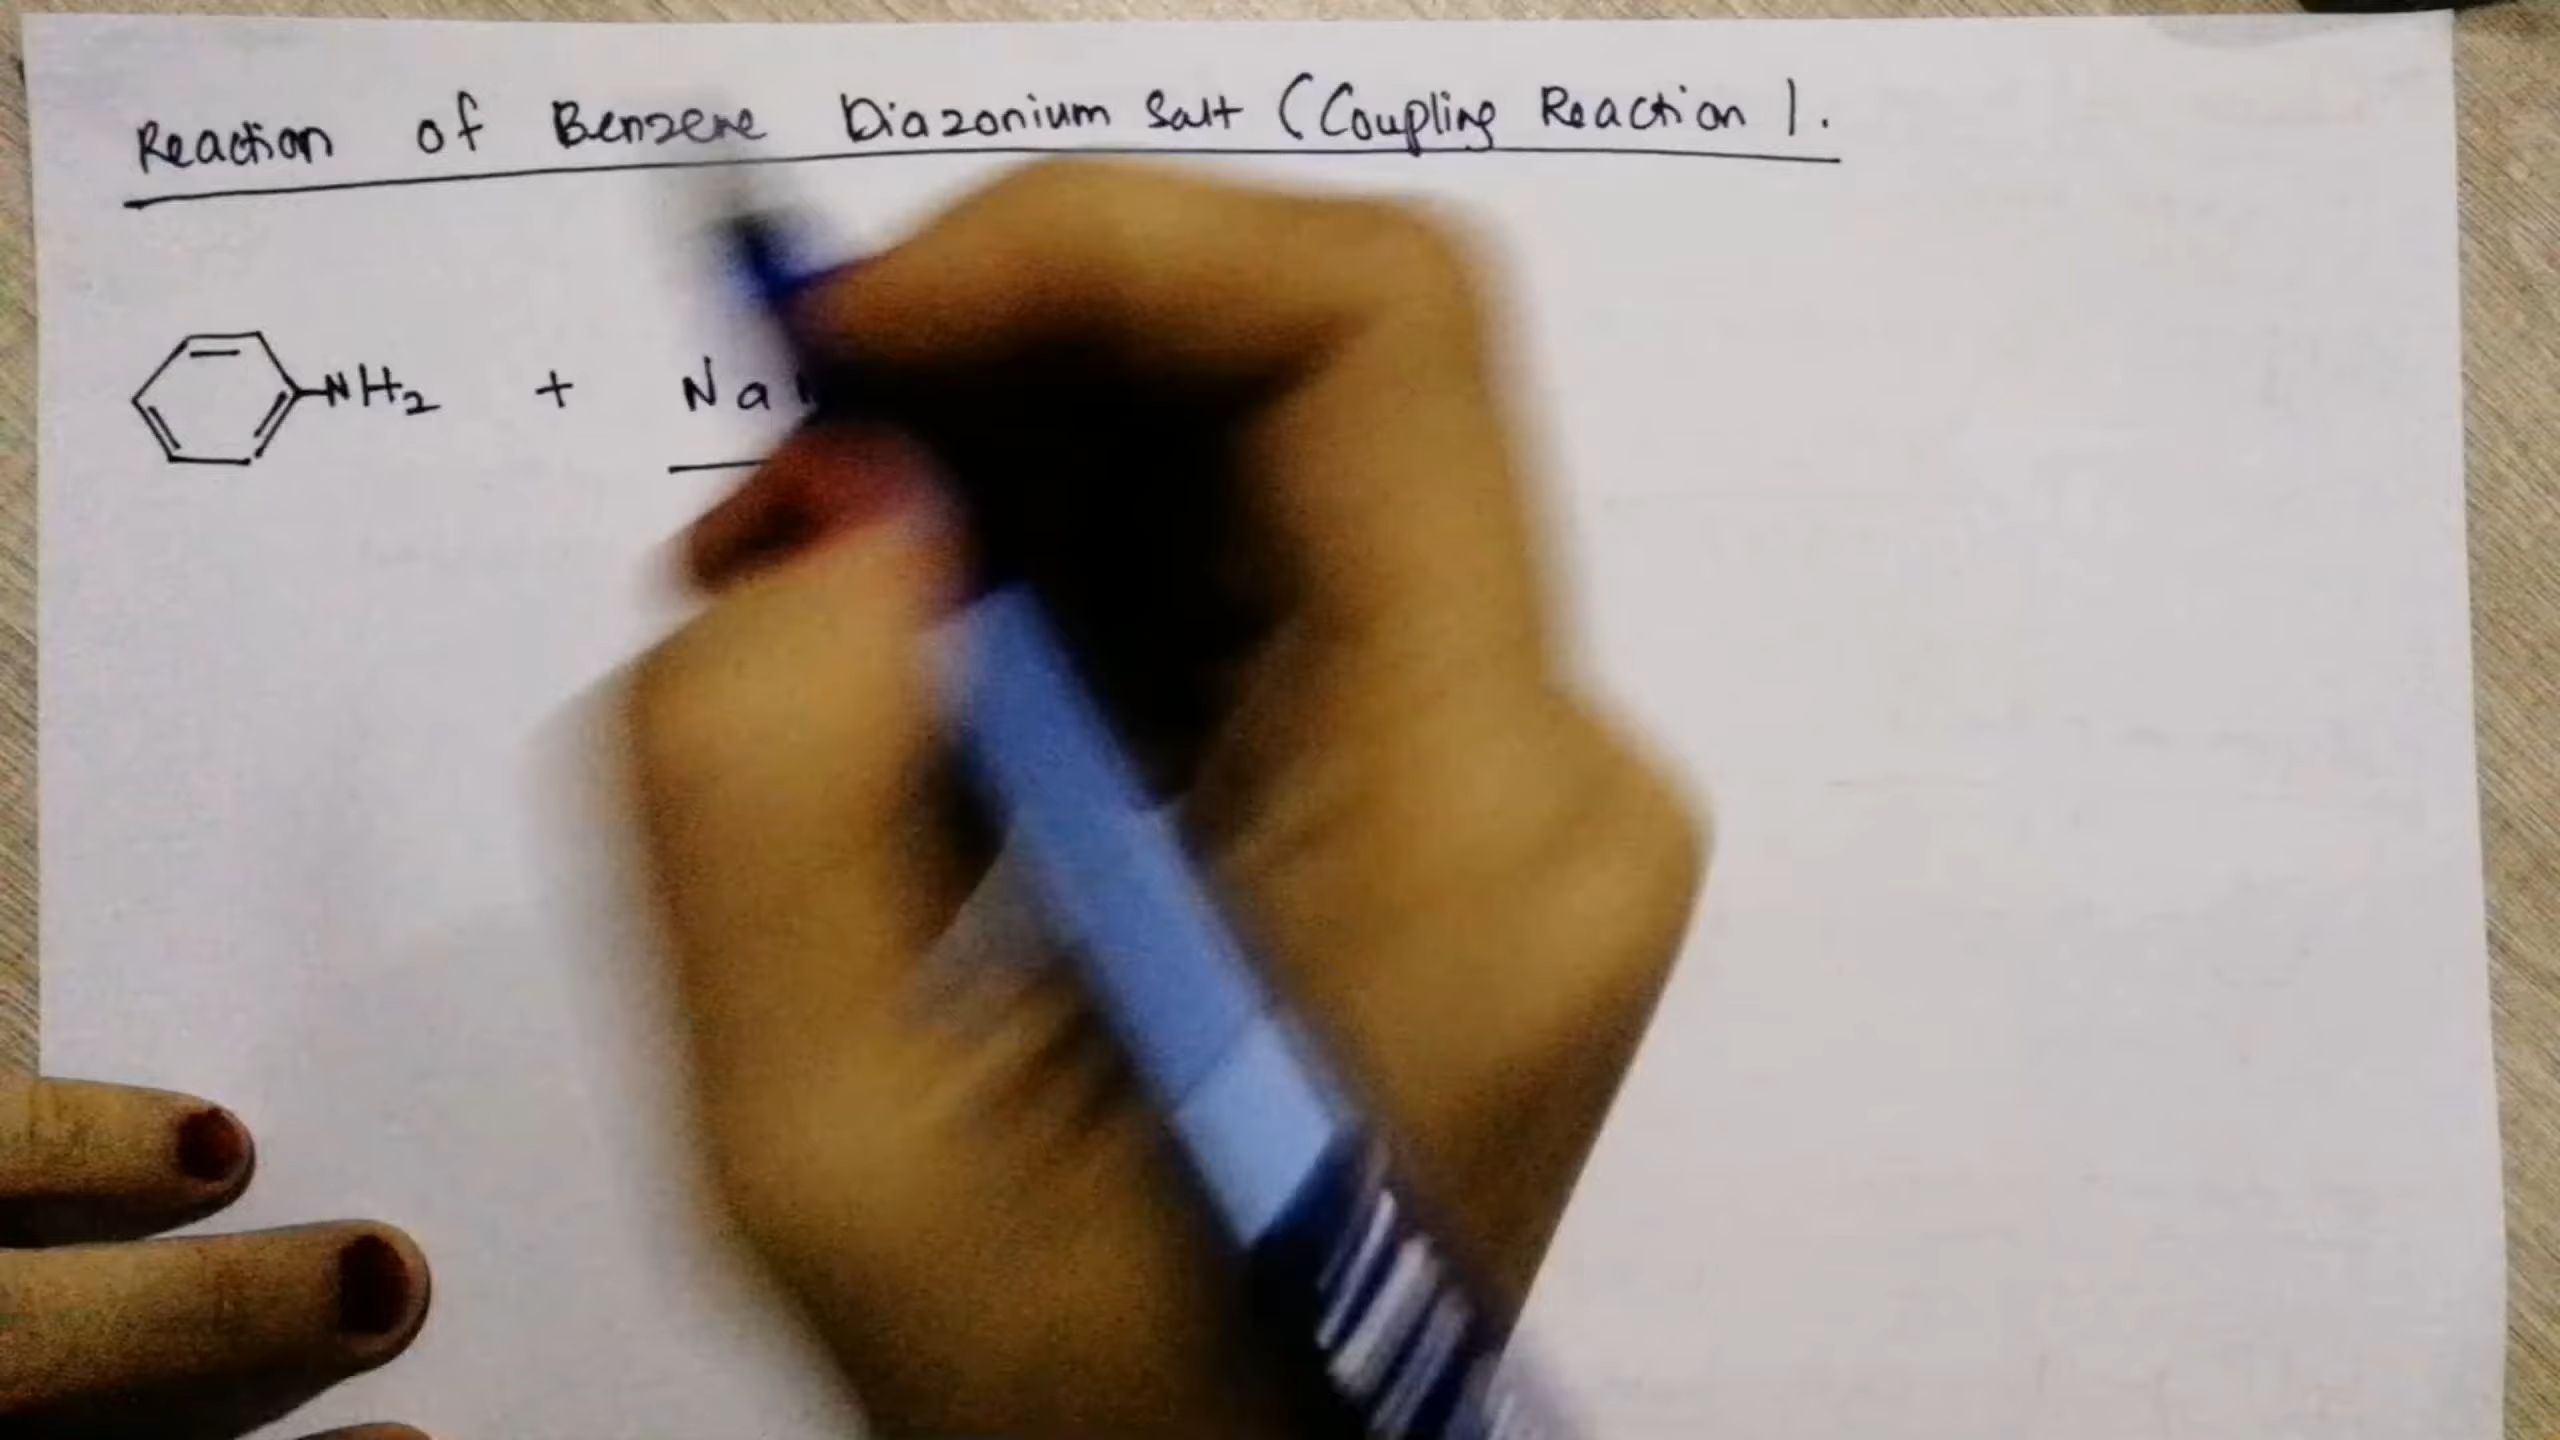 Reaction of Benzene Diazonium Salt (Coupling Reaction).
NH2 + Na